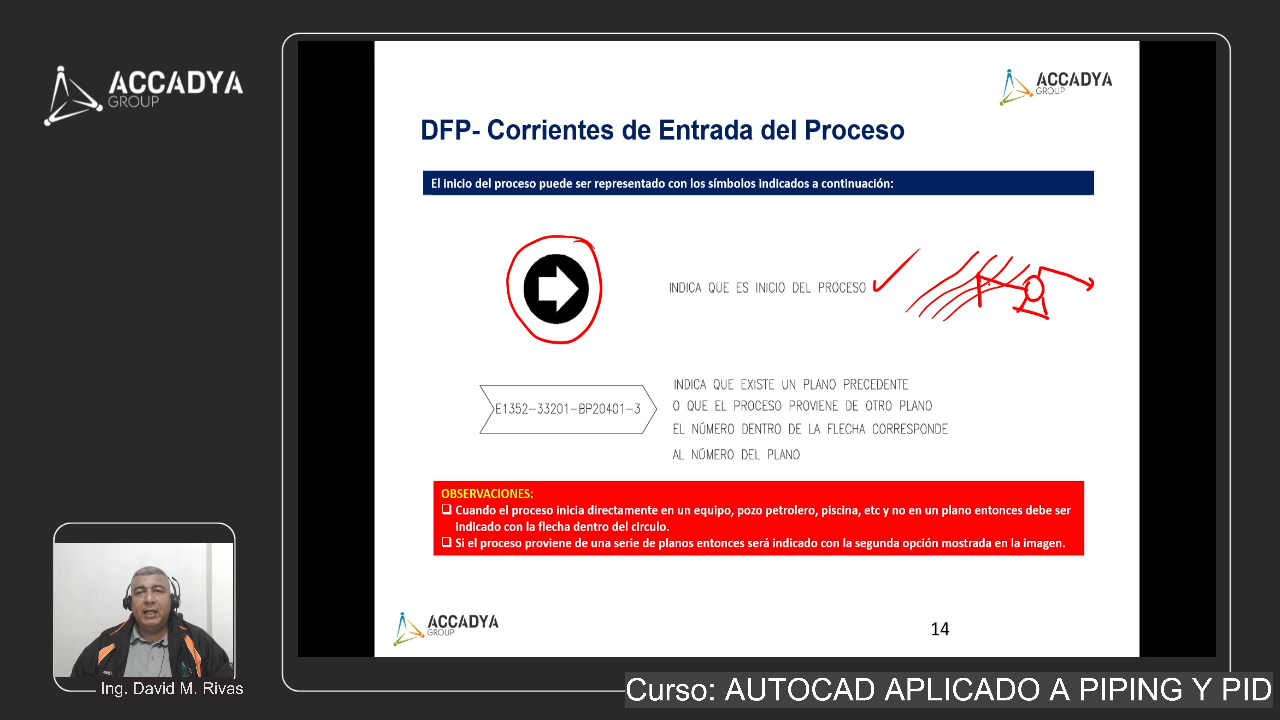 ACCADYA
GROUP
ACCADYA
GROUP
DFP- Corrientes de Entrada del Proceso
El inicio del proceso puede ser representado con los símbolos indicados a continuación:
INDICA QUE ES INICIO DEL PROCESO
E1352-33201-BP20401-3
INDICA QUE EXISTE UN PLANO PRECEDENTE
O QUE EL PROCESO PROVIENE DE OTRO PLANO
EL NÚMERO DENTRO DE LA FLECHA CORRESPONDE
AL NÚMERO DEL PLANO
OBSERVACIONES:
❑ Cuando el proceso inicia directamente en un equipo, pozo petrolero, piscina, etc y no en un plano entonces debe ser
indicado con la flecha dentro del circulo.
❑ Si el proceso proviene de una serie de planos entonces será indicado con la segunda opción mostrada en la imagen.
ACCADYA
GROUP
14
Ing. David M. Rivas
Curso: AUTOCAD APLICADO A PIPING Y PID